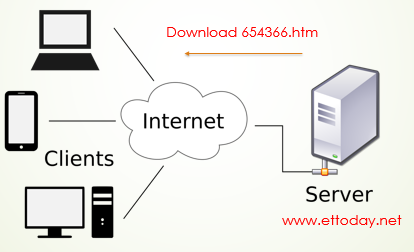 Download 654366.htm
Internet
Clients
Server
www.ettoday.net